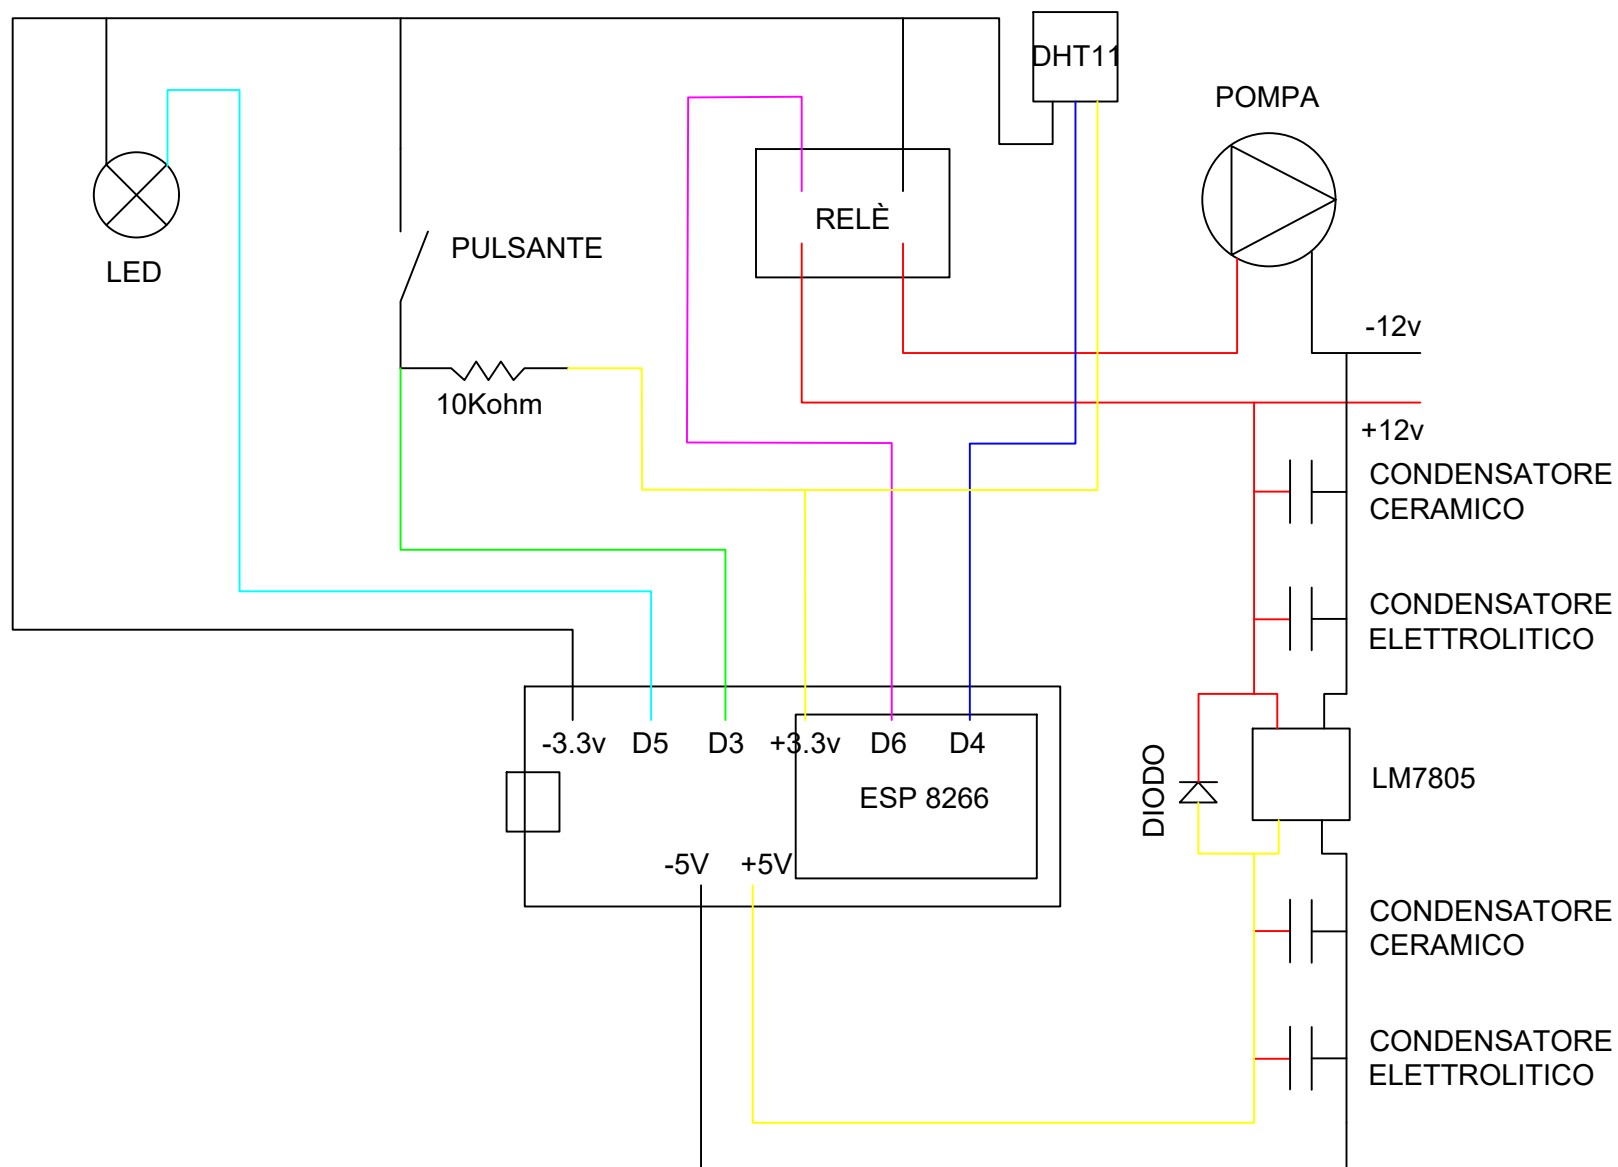 DHT11
POMPA
RELÈ
PULSANTE
LED
-12v
10Kohm
+12v
CONDENSATORE
CERAMICO
CONDENSATORE
ELETTROLITICO
-3.3v D5 D3 +3.3v D6 D4
ESP 8266
DIODO
LM7805
-5V +5V
CONDENSATORE
CERAMICO
CONDENSATORE
ELETTROLITICO